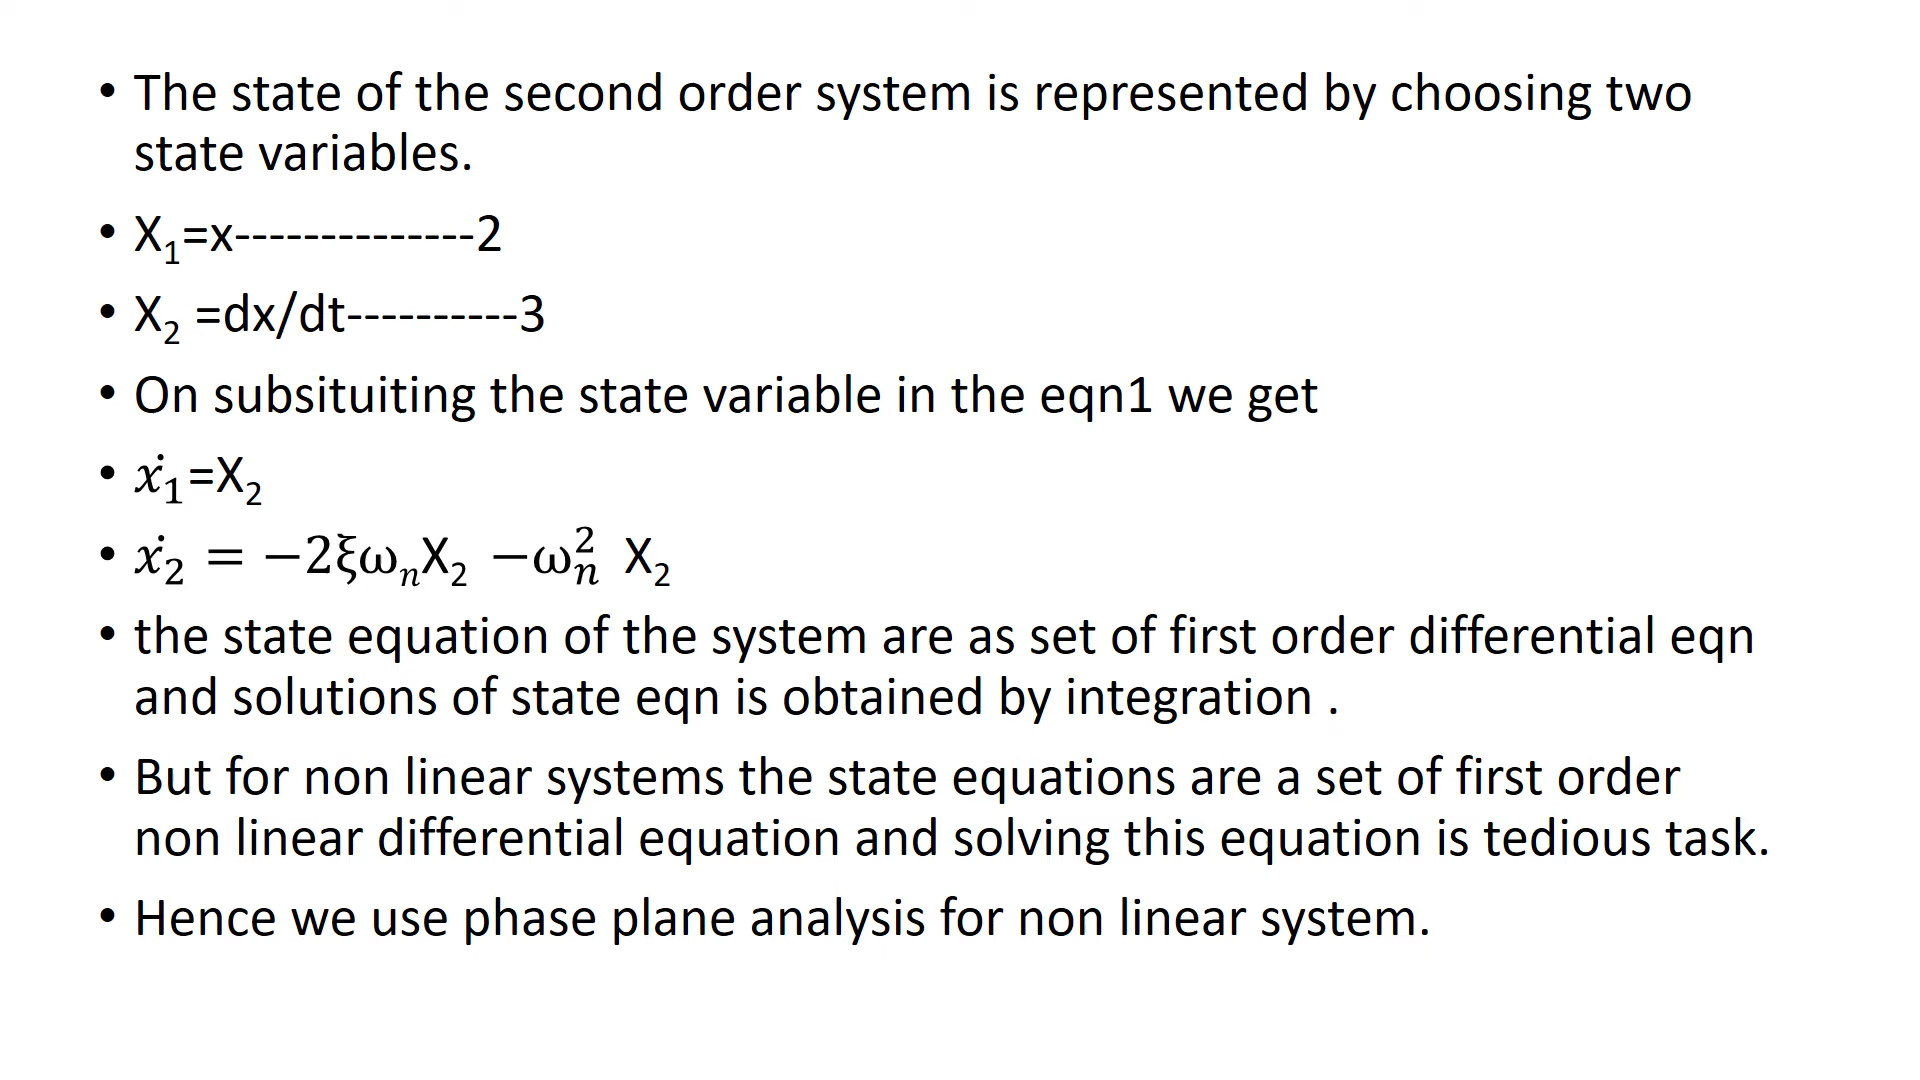 • The state of the second order system is represented by choosing two
state variables.
• X₁=x--------------2
• X₂ =dx/dt----------3
• On subsituiting the state variable in the eqn1 we get
• ẋ₁=X₂
• ẋ₂ = −2ξωₙX₂ −ωₙ² X₂
• the state equation of the system are as set of first order differential eqn
and solutions of state eqn is obtained by integration .
• But for non linear systems the state equations are a set of first order
non linear differential equation and solving this equation is tedious task.
• Hence we use phase plane analysis for non linear system.